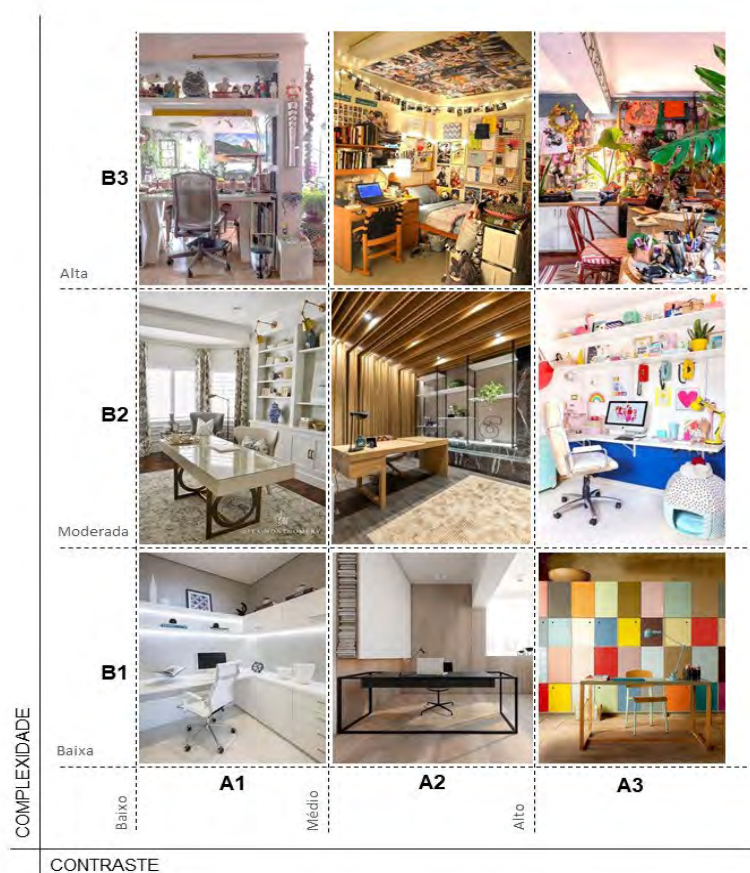 B3
Alta
B2
Moderada
B1
Baixa
COMPLEXIDADE
A1
A2
A3
Baixo
Médio
Alto
CONTRASTE